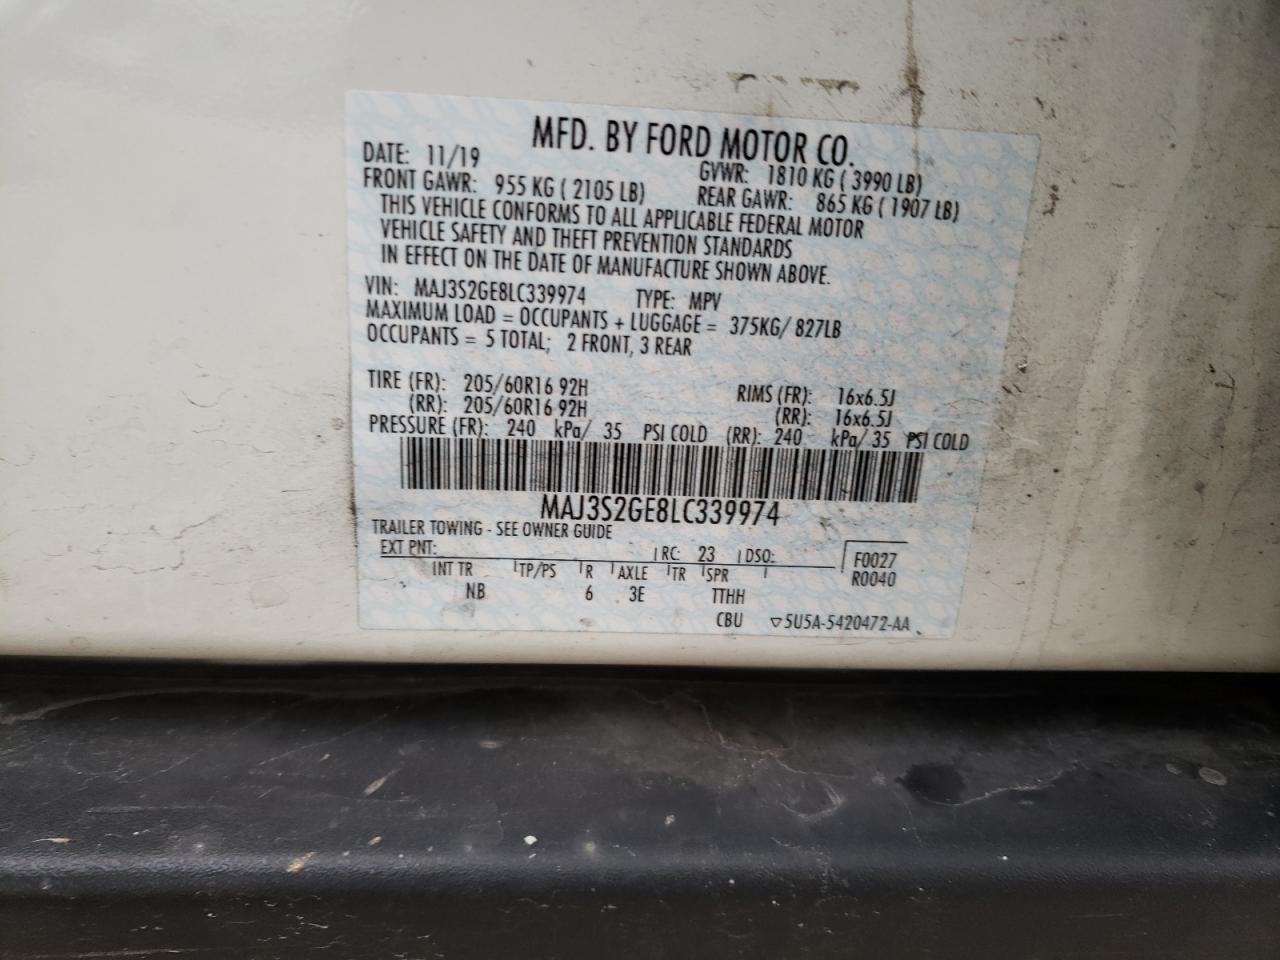 MFD. BY FORD MOTOR CO.
DATE: 11/19 GVWR: 1810 KG ( 3990 LB)
FRONT GAWR: 955 KG ( 2105 LB) REAR GAWR: 865 KG ( 1907 LB)
THIS VEHICLE CONFORMS TO ALL APPLICABLE FEDERAL MOTOR
VEHICLE SAFETY AND THEFT PREVENTION STANDARDS
IN EFFECT ON THE DATE OF MANUFACTURE SHOWN ABOVE.
VIN: MAJ3S2GE8LC339974 TYPE: MPV
MAXIMUM LOAD = OCCUPANTS + LUGGAGE = 375KG/ 827LB
OCCUPANTS = 5 TOTAL; 2 FRONT, 3 REAR
TIRE (FR): 205/60R16 92H RIMS (FR): 16x6.5J
(RR): 205/60R16 92H (RR): 16x6.5J
PRESSURE (FR): 240 kPa/ 35 PSI COLD (RR): 240 kPa/ 35 PSI COLD
MAJ3S2GE8LC339974
TRAILER TOWING - SEE OWNER GUIDE
EXT PNT: RC: 23 DSO: F0027
INT TR TP/PS R AXLE TR SPR R0040
NB 6 3E TTHH
CBU ▽5U5A-5420472-AA